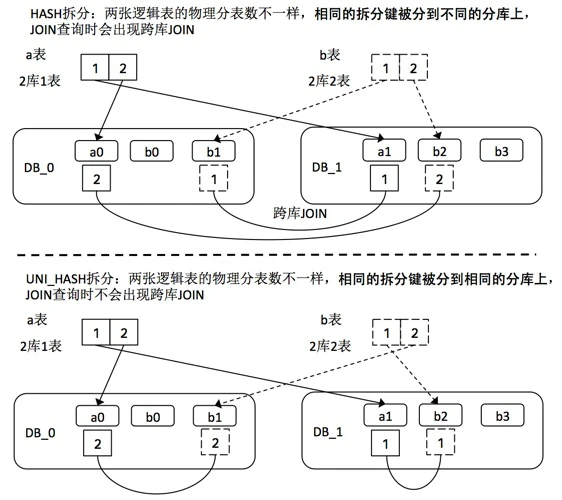 HASH拆分：两张逻辑表的物理分表数不一样，相同的拆分键被分到不同的分库上，
JOIN查询时会出现跨库JOIN
a表
b表
1 2
1 2
2库1表
2库2表
DB_0
a0 b0 b1
2 1
DB_1
a1 b2 b3
1 2
跨库JOIN
UNI_HASH拆分：两张逻辑表的物理分表数不一样，相同的拆分键被分到相同的分库上，
JOIN查询时不会出现跨库JOIN
a表
b表
1 2
1 2
2库1表
2库2表
DB_0
a0 b0 b1
2 2
DB_1
a1 b2 b3
1 1